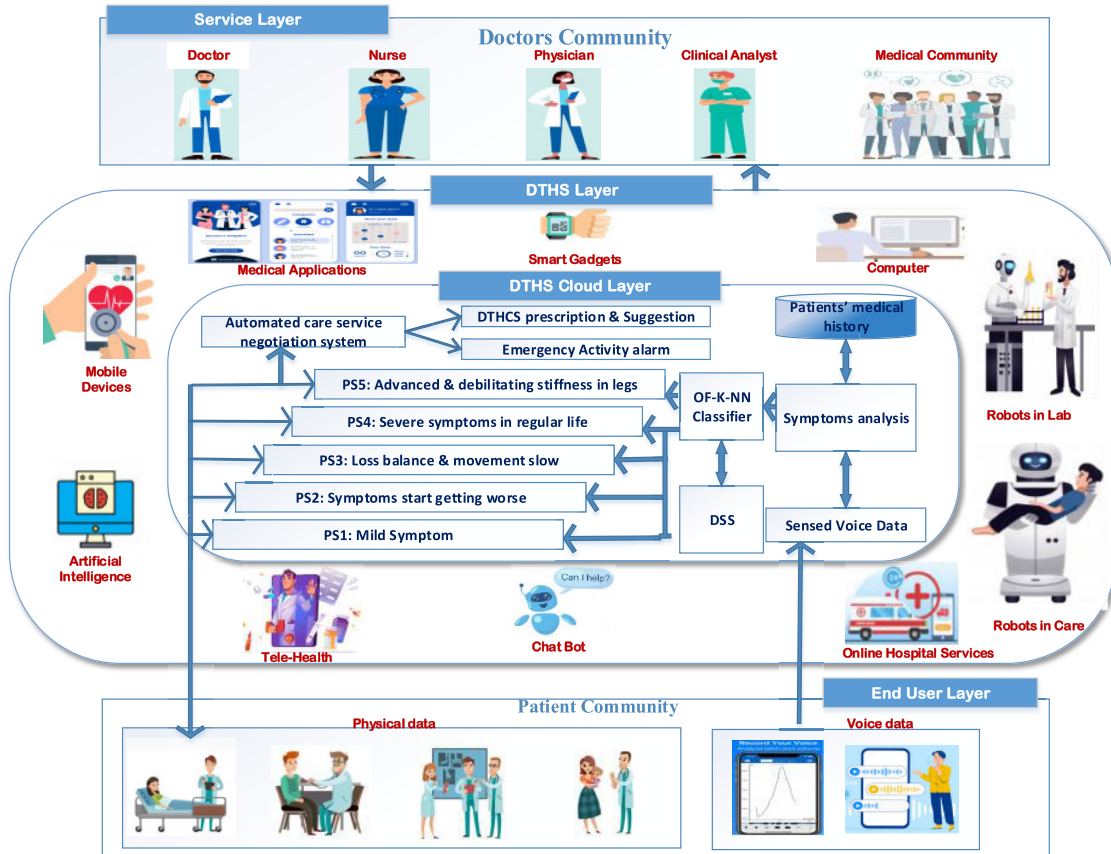 Service Layer
Doctors Community
Doctor
Nurse
Physician
Clinical Analyst
Medical Community
DTHS Layer
Medical Applications
Smart Gadgets
Computer
Mobile
Devices
DTHS Cloud Layer
Automated care service
negotiation system
DTHCS prescription & Suggestion
Emergency Activity alarm
Patients' medical
history
PS5: Advanced & debilitating stiffness in legs
OF-K-NN
Classifier
Symptoms analysis
PS4: Severe symptoms in regular life
PS3: Loss balance & movement slow
PS2: Symptoms start getting worse
PS1: Mild Symptom
DSS
Sensed Voice Data
Robots in Lab
Artificial
Intelligence
Can I help?
Tele-Health
Chat Bot
Online Hospital Services
Robots in Care
End User Layer
Patient Community
Physical data
Voice data
Record Your Voice